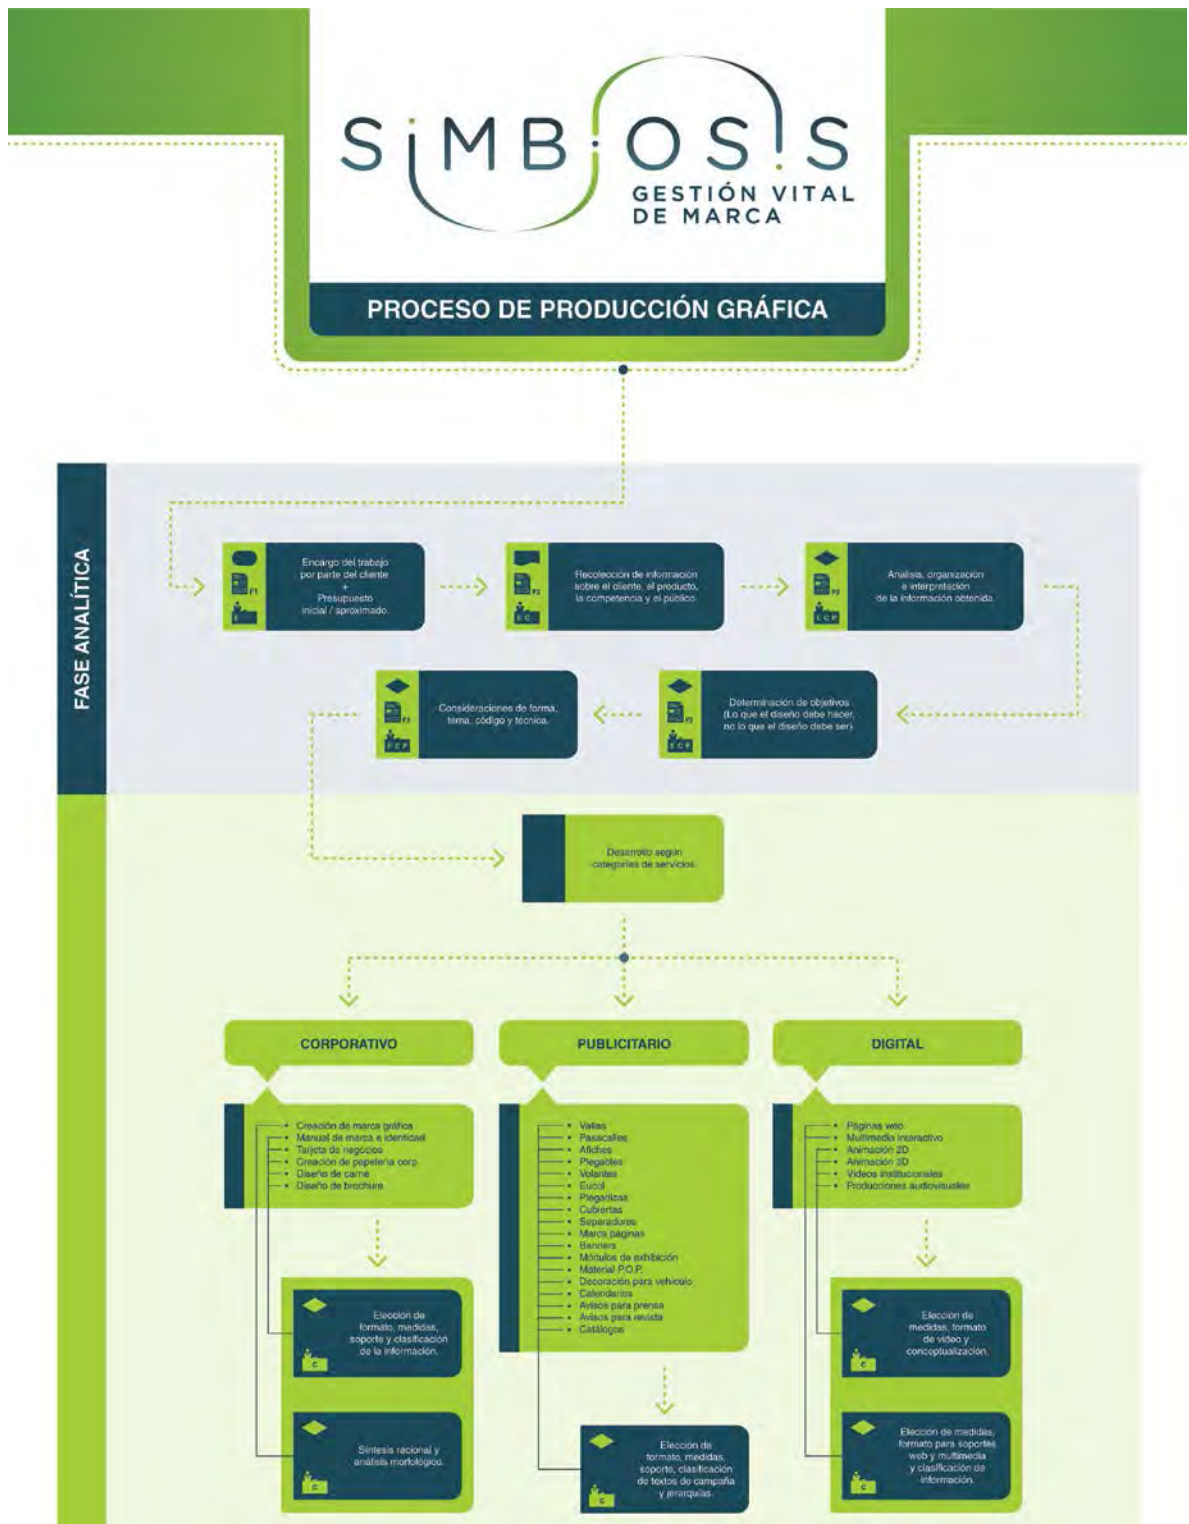 SiMBiOSiS
GESTIÓN VITAL
DE MARCA
PROCESO DE PRODUCCIÓN GRÁFICA
FASE ANALÍTICA
Encargo del trabajo
por parte del cliente
+
Presupuesto
inicial / aproximado.
F1
E
Recolección de información
sobre el cliente, el producto,
la competencia y el público.
F2
E C
Análisis, organización
e interpretación
de la información obtenida.
F3
E C P
Determinación de objetivos
(Lo que el diseño debe hacer,
no lo que el diseño debe ser)
E C P
Consideraciones de forma,
tema, código y técnica.
E C P
Desarrollo según
categorías de servicios.
CORPORATIVO
• Creación de marca gráfica
• Manual de marca e identidad
• Tarjeta de negocios
• Creación de papelería corp.
• Diseño de carné
• Diseño de brochure
Elección de
formato, medidas,
soporte y clasificación
de la información.
C
Síntesis racional y
análisis morfológico.
C
PUBLICITARIO
• Vallas
• Pasacalles
• Afiches
• Plegables
• Volantes
• Eucol
• Plegadizas
• Cubiertas
• Separadores
• Marca páginas
• Banners
• Módulos de exhibición
• Material P.O.P.
• Decoración para vehículo
• Calendarios
• Avisos para prensa
• Avisos para revista
• Catálogos
Elección de
formato, medidas,
soporte, clasificación
de textos de campaña
y jerarquías.
C
DIGITAL
• Páginas web
• Multimedia interactivo
• Animación 2D
• Animación 3D
• Videos institucionales
• Producciones audiovisuales
Elección de
medidas, formato
de video y
conceptualización.
C
Elección de medidas,
formato para soportes
web y multimedia
y clasificación de
información.
C